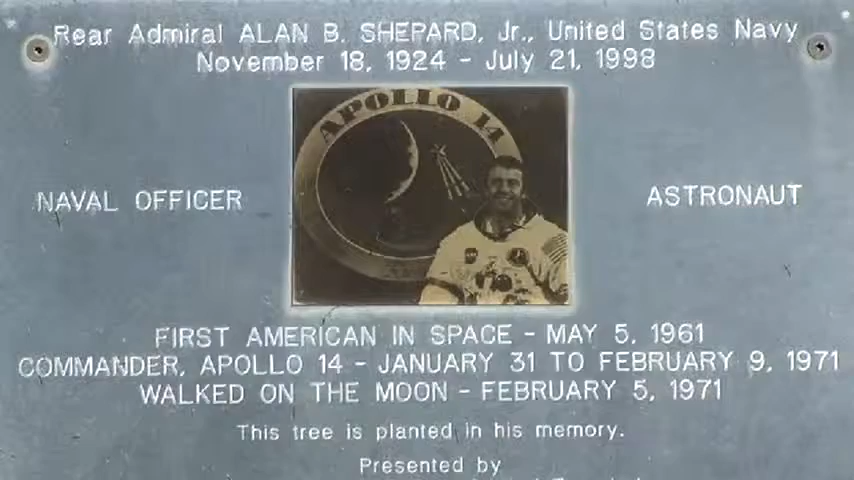 Rear Admiral ALAN B. SHEPARD, Jr., United States Navy
November 18, 1924 - July 21, 1998
APOLLO 14
NAVAL OFFICER
ASTRONAUT
FIRST AMERICAN IN SPACE - MAY 5, 1961
COMMANDER, APOLLO 14 - JANUARY 31 TO FEBRUARY 9, 1971
WALKED ON THE MOON - FEBRUARY 5, 1971
This tree is planted in his memory.
Presented by